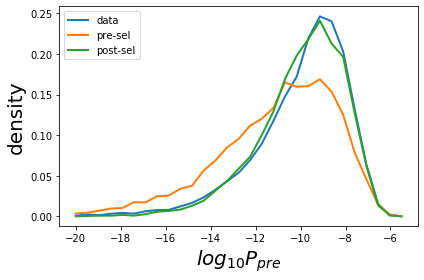 0.25
0.20
0.15
0.10
0.05
0.00
density
data
pre-sel
post-sel
−20 −18 −16 −14 −12 −10 −8 −6
log₁₀Pₚᵣₑ